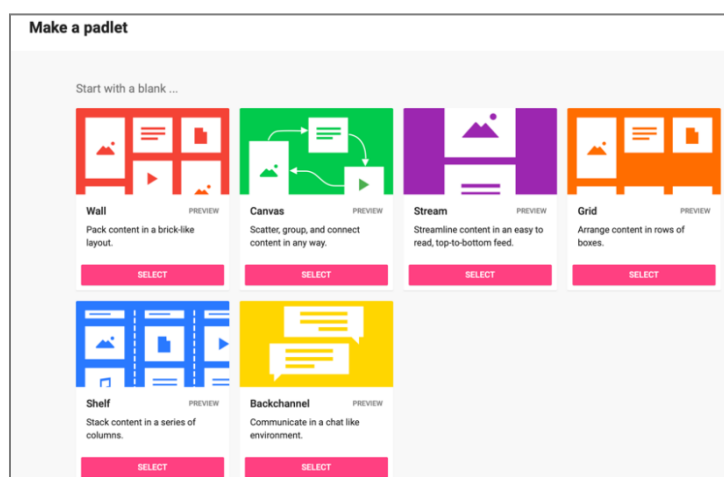 Make a padlet
Start with a blank ...
Wall PREVIEW
Pack content in a brick-like
layout.
SELECT
Canvas PREVIEW
Scatter, group, and connect
content in any way.
SELECT
Stream PREVIEW
Streamline content in an easy to
read, top-to-bottom feed.
SELECT
Grid PREVIEW
Arrange content in rows of
boxes.
SELECT
Shelf PREVIEW
Stack content in a series of
columns.
SELECT
Backchannel PREVIEW
Communicate in a chat like
environment.
SELECT